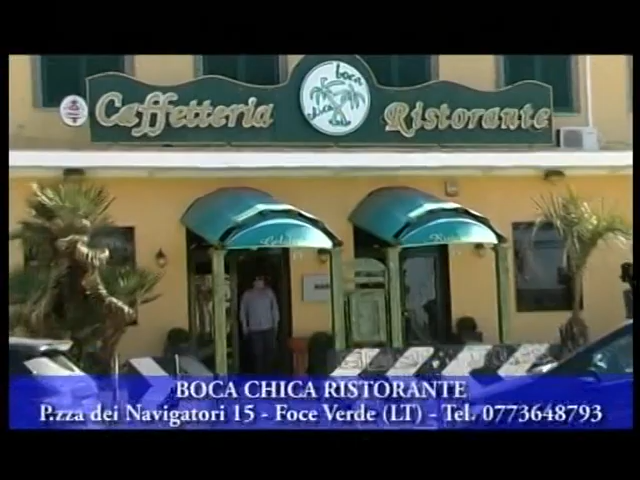 boca
chica
Caffetteria
Ristorante
BOCA CHICA RISTORANTE
P.zza dei Navigatori 15 - Foce Verde (LT) - Tel. 0773648793